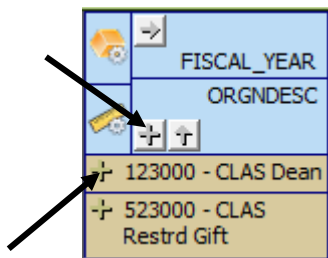 FISCAL_YEAR
ORGNDESC
123000 - CLAS Dean
523000 - CLAS
Restrd Gift